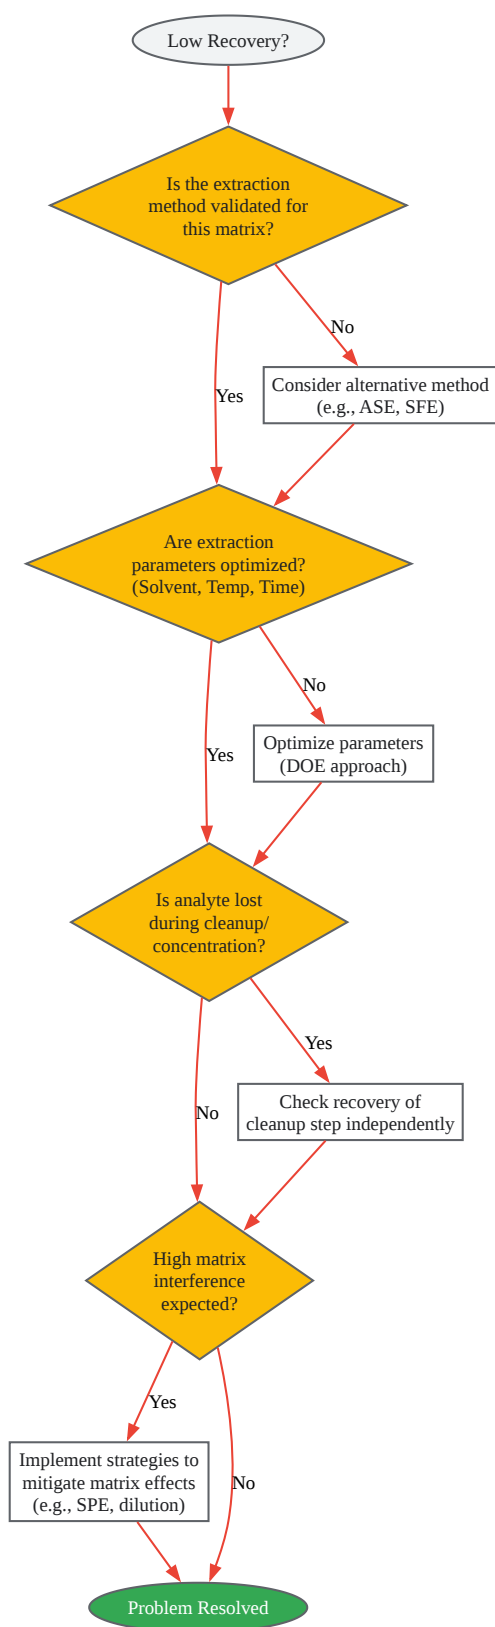 Low Recovery?
Is the extraction
method validated for
this matrix?
No
Consider alternative method
(e.g., ASE, SFE)
Yes
Are extraction
parameters optimized?
(Solvent, Temp, Time)
No
Optimize parameters
(DOE approach)
Yes
Is analyte lost
during cleanup/
concentration?
Yes
Check recovery of
cleanup step independently
No
High matrix
interference
expected?
Yes
Implement strategies to
mitigate matrix effects
(e.g., SPE, dilution)
No
Problem Resolved